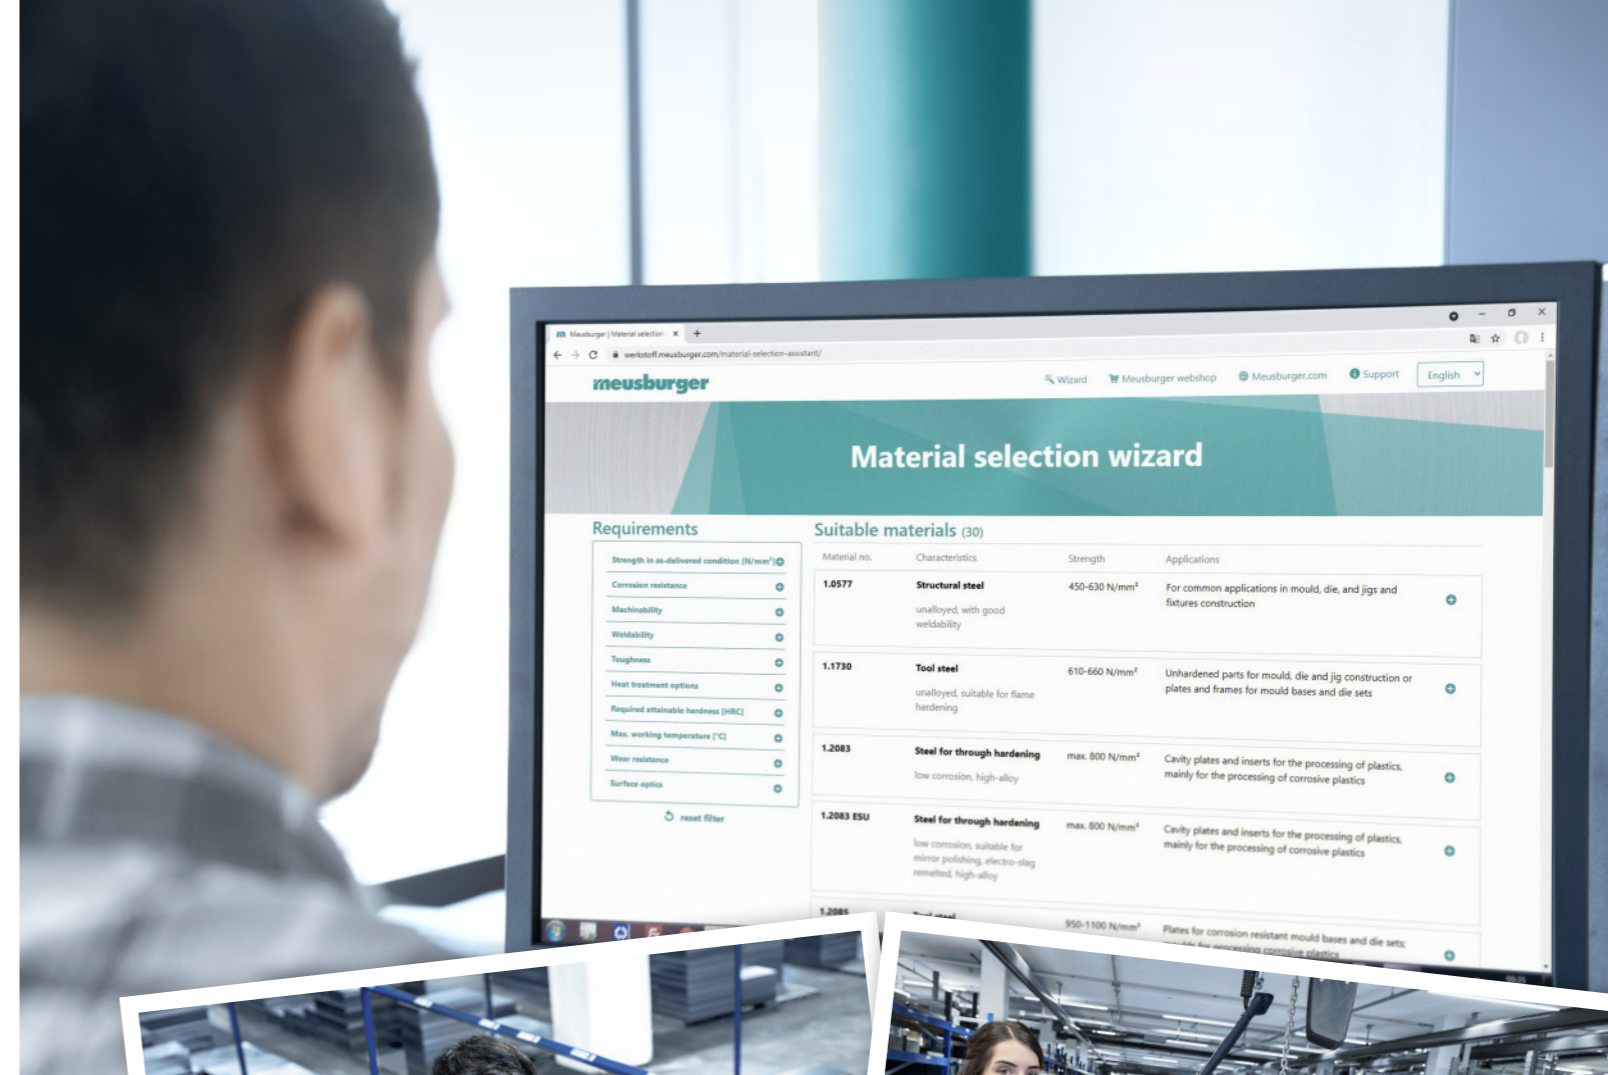 Meusburger | Material selection
werkstoff.meusburger.com/material-selection-assistant/
meusburger
Wizard
Meusburger webshop
Meusburger.com
Support
English
Material selection wizard
Requirements
Strength in as-delivered condition [N/mm²]
Corrosion resistance
Machinability
Weldability
Toughness
Heat treatment options
Required attainable hardness [HRC]
Max. working temperature [°C]
Wear resistance
Surface optics
reset filter
Suitable materials (30)
Material no. Characteristics Strength Applications
1.0577 Structural steel 450-630 N/mm² For common applications in mould, die, and jigs and
unalloyed, with good fixtures construction
weldability
1.1730 Tool steel 610-660 N/mm² Unhardened parts for mould, die and jig construction or
unalloyed, suitable for flame plates and frames for mould bases and die sets
hardening
1.2083 Steel for through hardening max. 800 N/mm² Cavity plates and inserts for the processing of plastics,
low corrosion, high-alloy mainly for the processing of corrosive plastics
1.2083 ESU Steel for through hardening max. 800 N/mm² Cavity plates and inserts for the processing of plastics,
low corrosion, suitable for mainly for the processing of corrosive plastics
mirror polishing, electro-slag
remelted, high-alloy
1.2085 Tool steel 950-1100 N/mm² Plates for corrosion resistant mould bases and die sets;
for processing corrosive plastics